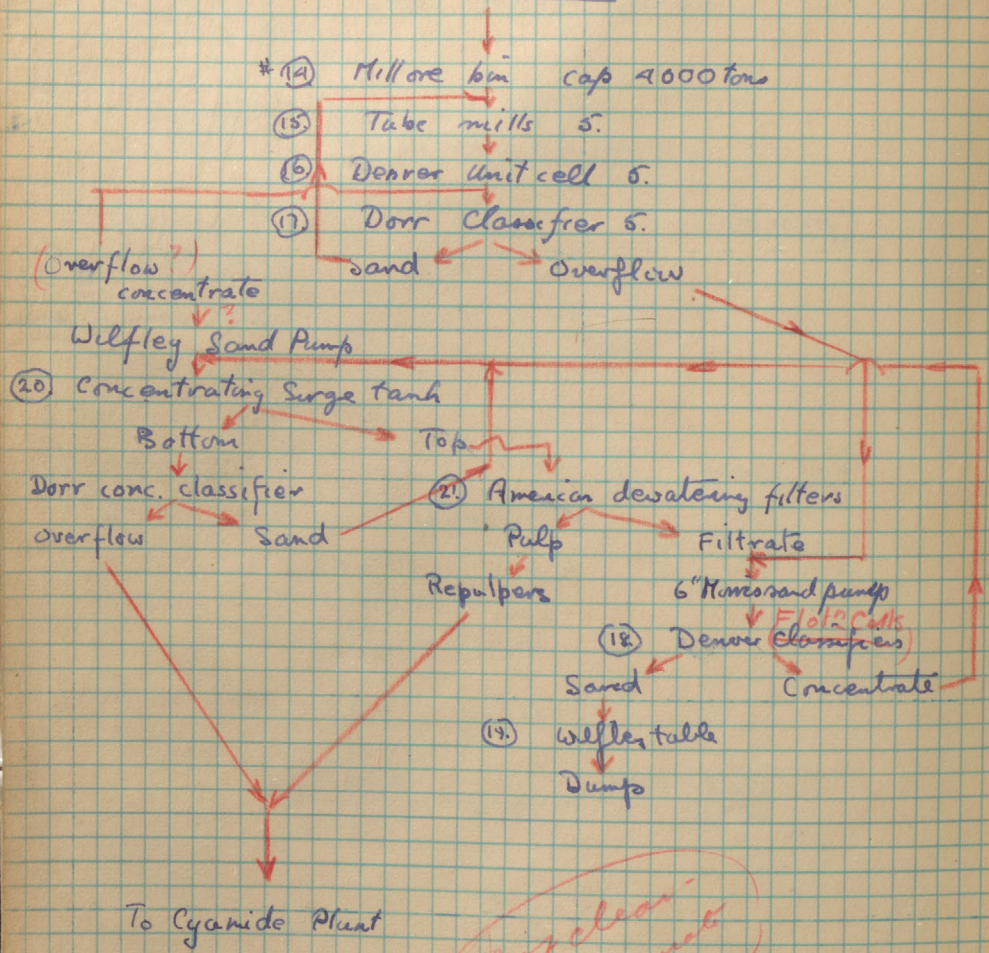 #14 Mill ore bin cap 4000 tons
15. Tube mills 5.
16 Denver Unit cell 5.
17. Dorr Classifier 5.
Sand Overflow
(Overflow?)
concentrate
?
Wilfley Sand Pump
20. Concentrating Surge tank
Bottom Top
Dorr conc. classifier
21. American dewatering filters
overflow Sand
Pulp Filtrate
Repulpers
6" sand pump
Flotn Cells
18. Denver classifiers
Sand Concentrate
19. Wilfley table
Dump
To Cyamide Plant
clean